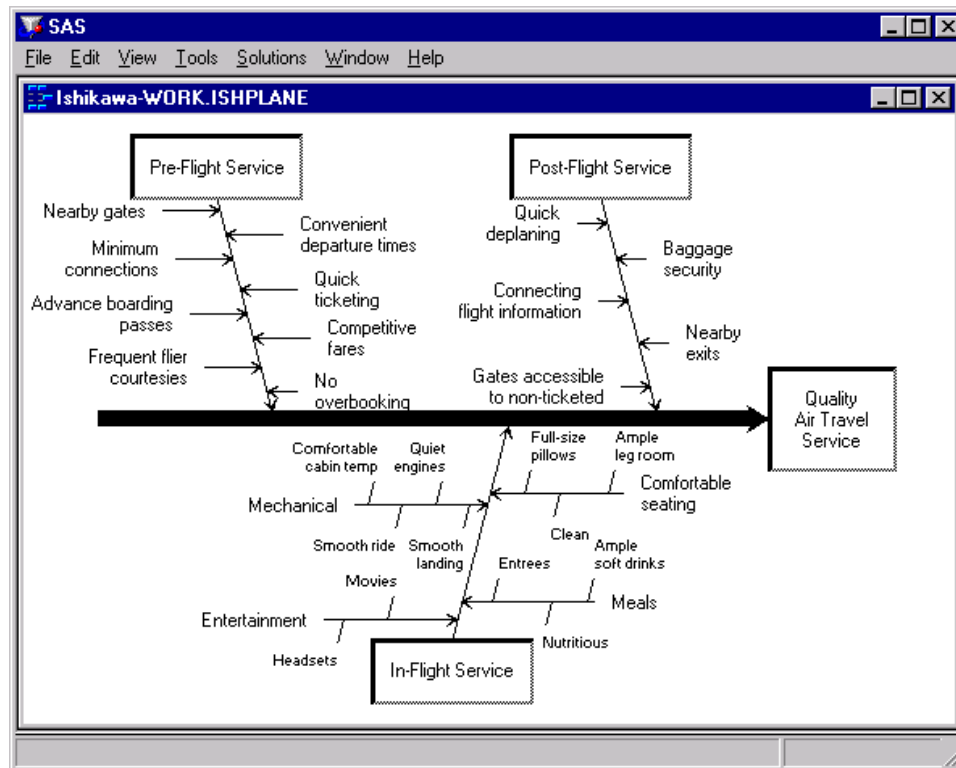 SAS
File Edit View Tools Solutions Window Help
Ishikawa-WORK.ISHPLANE
Pre-Flight Service
Post-Flight Service
Nearby gates
Convenient
departure times
Minimum
connections
Quick
ticketing
Advance boarding
passes
Competitive
fares
Frequent flier
courtesies
No
overbooking
Quick
deplaning
Baggage
security
Connecting
flight information
Nearby
exits
Gates accessible
to non-ticketed
Quality
Air Travel
Service
Comfortable
cabin temp
Quiet
engines
Mechanical
Smooth ride
Smooth
landing
Full-size
pillows
Ample
leg room
Comfortable
seating
Clean
Movies
Entertainment
Headsets
Entrees
Ample
soft drinks
Meals
Nutritious
In-Flight Service